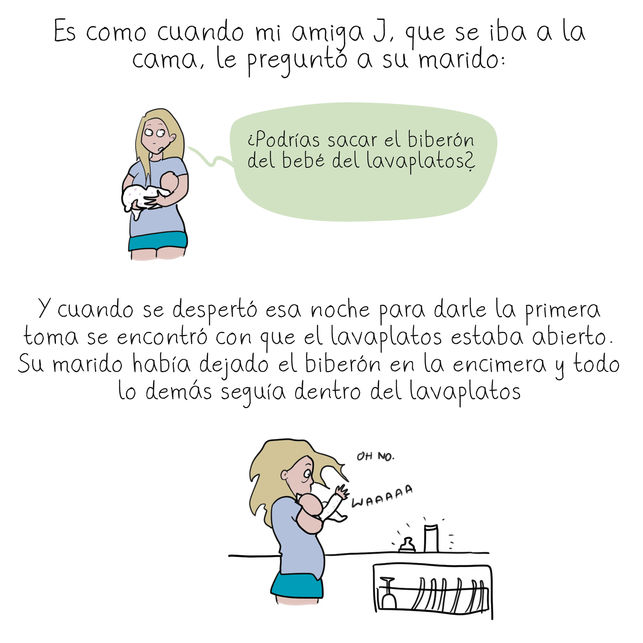 Es como cuando mi amiga J, que se iba a la
cama, le preguntó a su marido:
¿Podrías sacar el biberón
del bebé del lavaplatos?
Y cuando se despertó esa noche para darle la primera
toma se encontró con que el lavaplatos estaba abierto.
Su marido había dejado el biberón en la encimera y todo
lo demás seguía dentro del lavaplatos
OH NO.
WAAAAA